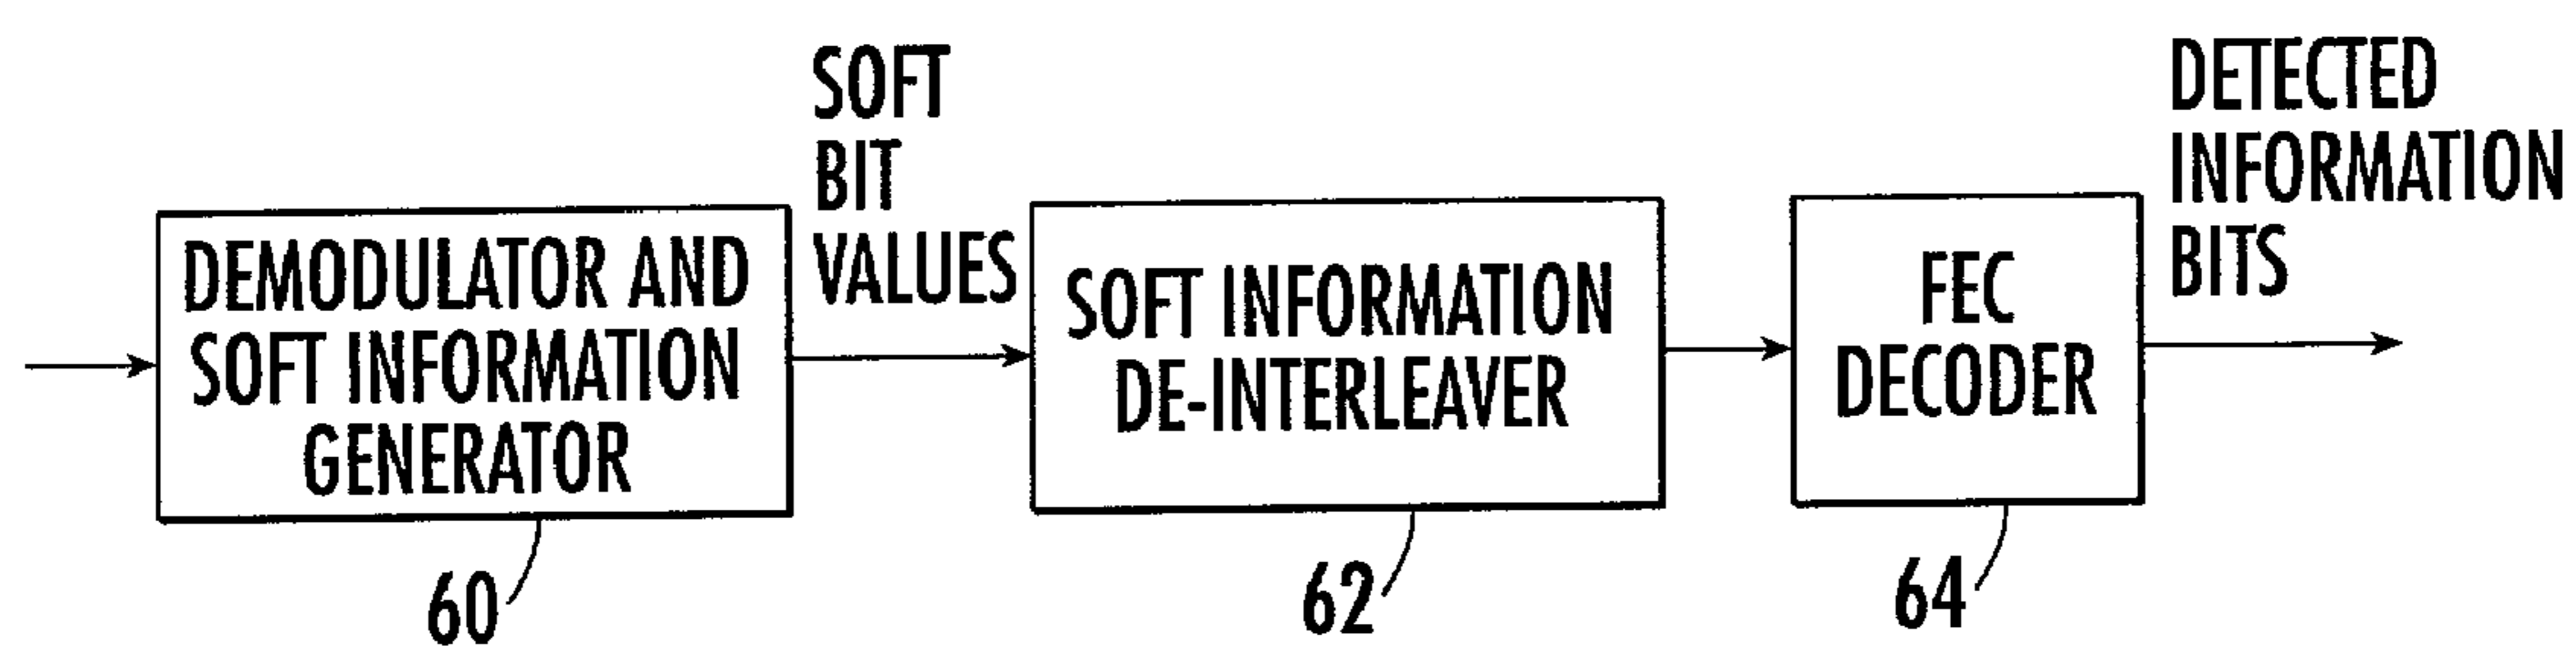 DEMODULATOR AND
SOFT INFORMATION
GENERATOR
60
SOFT
BIT
VALUES
SOFT INFORMATION
DE-INTERLEAVER
62
FEC
DECODER
64
DETECTED
INFORMATION
BITS